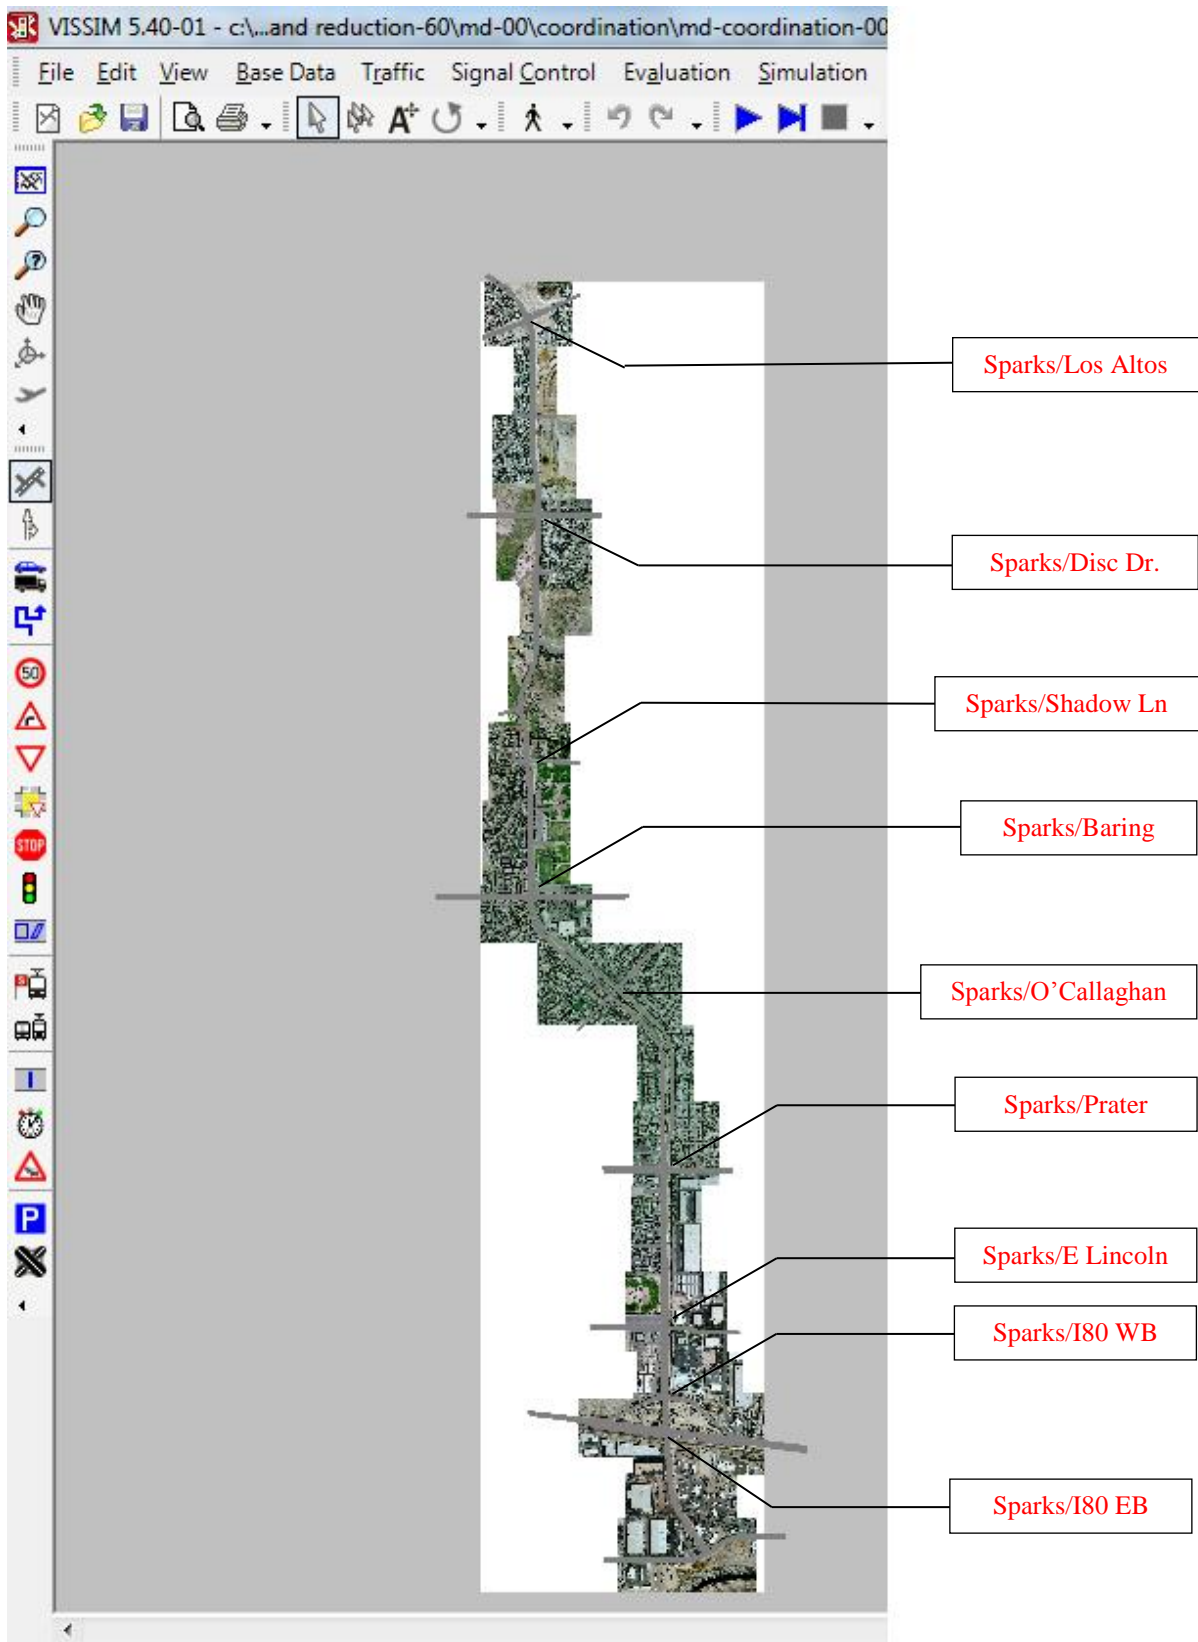 VISSIM 5.40-01 - c:\...and reduction-60\md-00\coordination\md-coordination-00
File Edit View Base Data Traffic Signal Control Evaluation Simulation
Sparks/Los Altos
Sparks/Disc Dr.
50
Sparks/Shadow Ln
Sparks/Baring
STOP
Sparks/O’Callaghan
Sparks/Prater
P
Sparks/E Lincoln
Sparks/I80 WB
Sparks/I80 EB